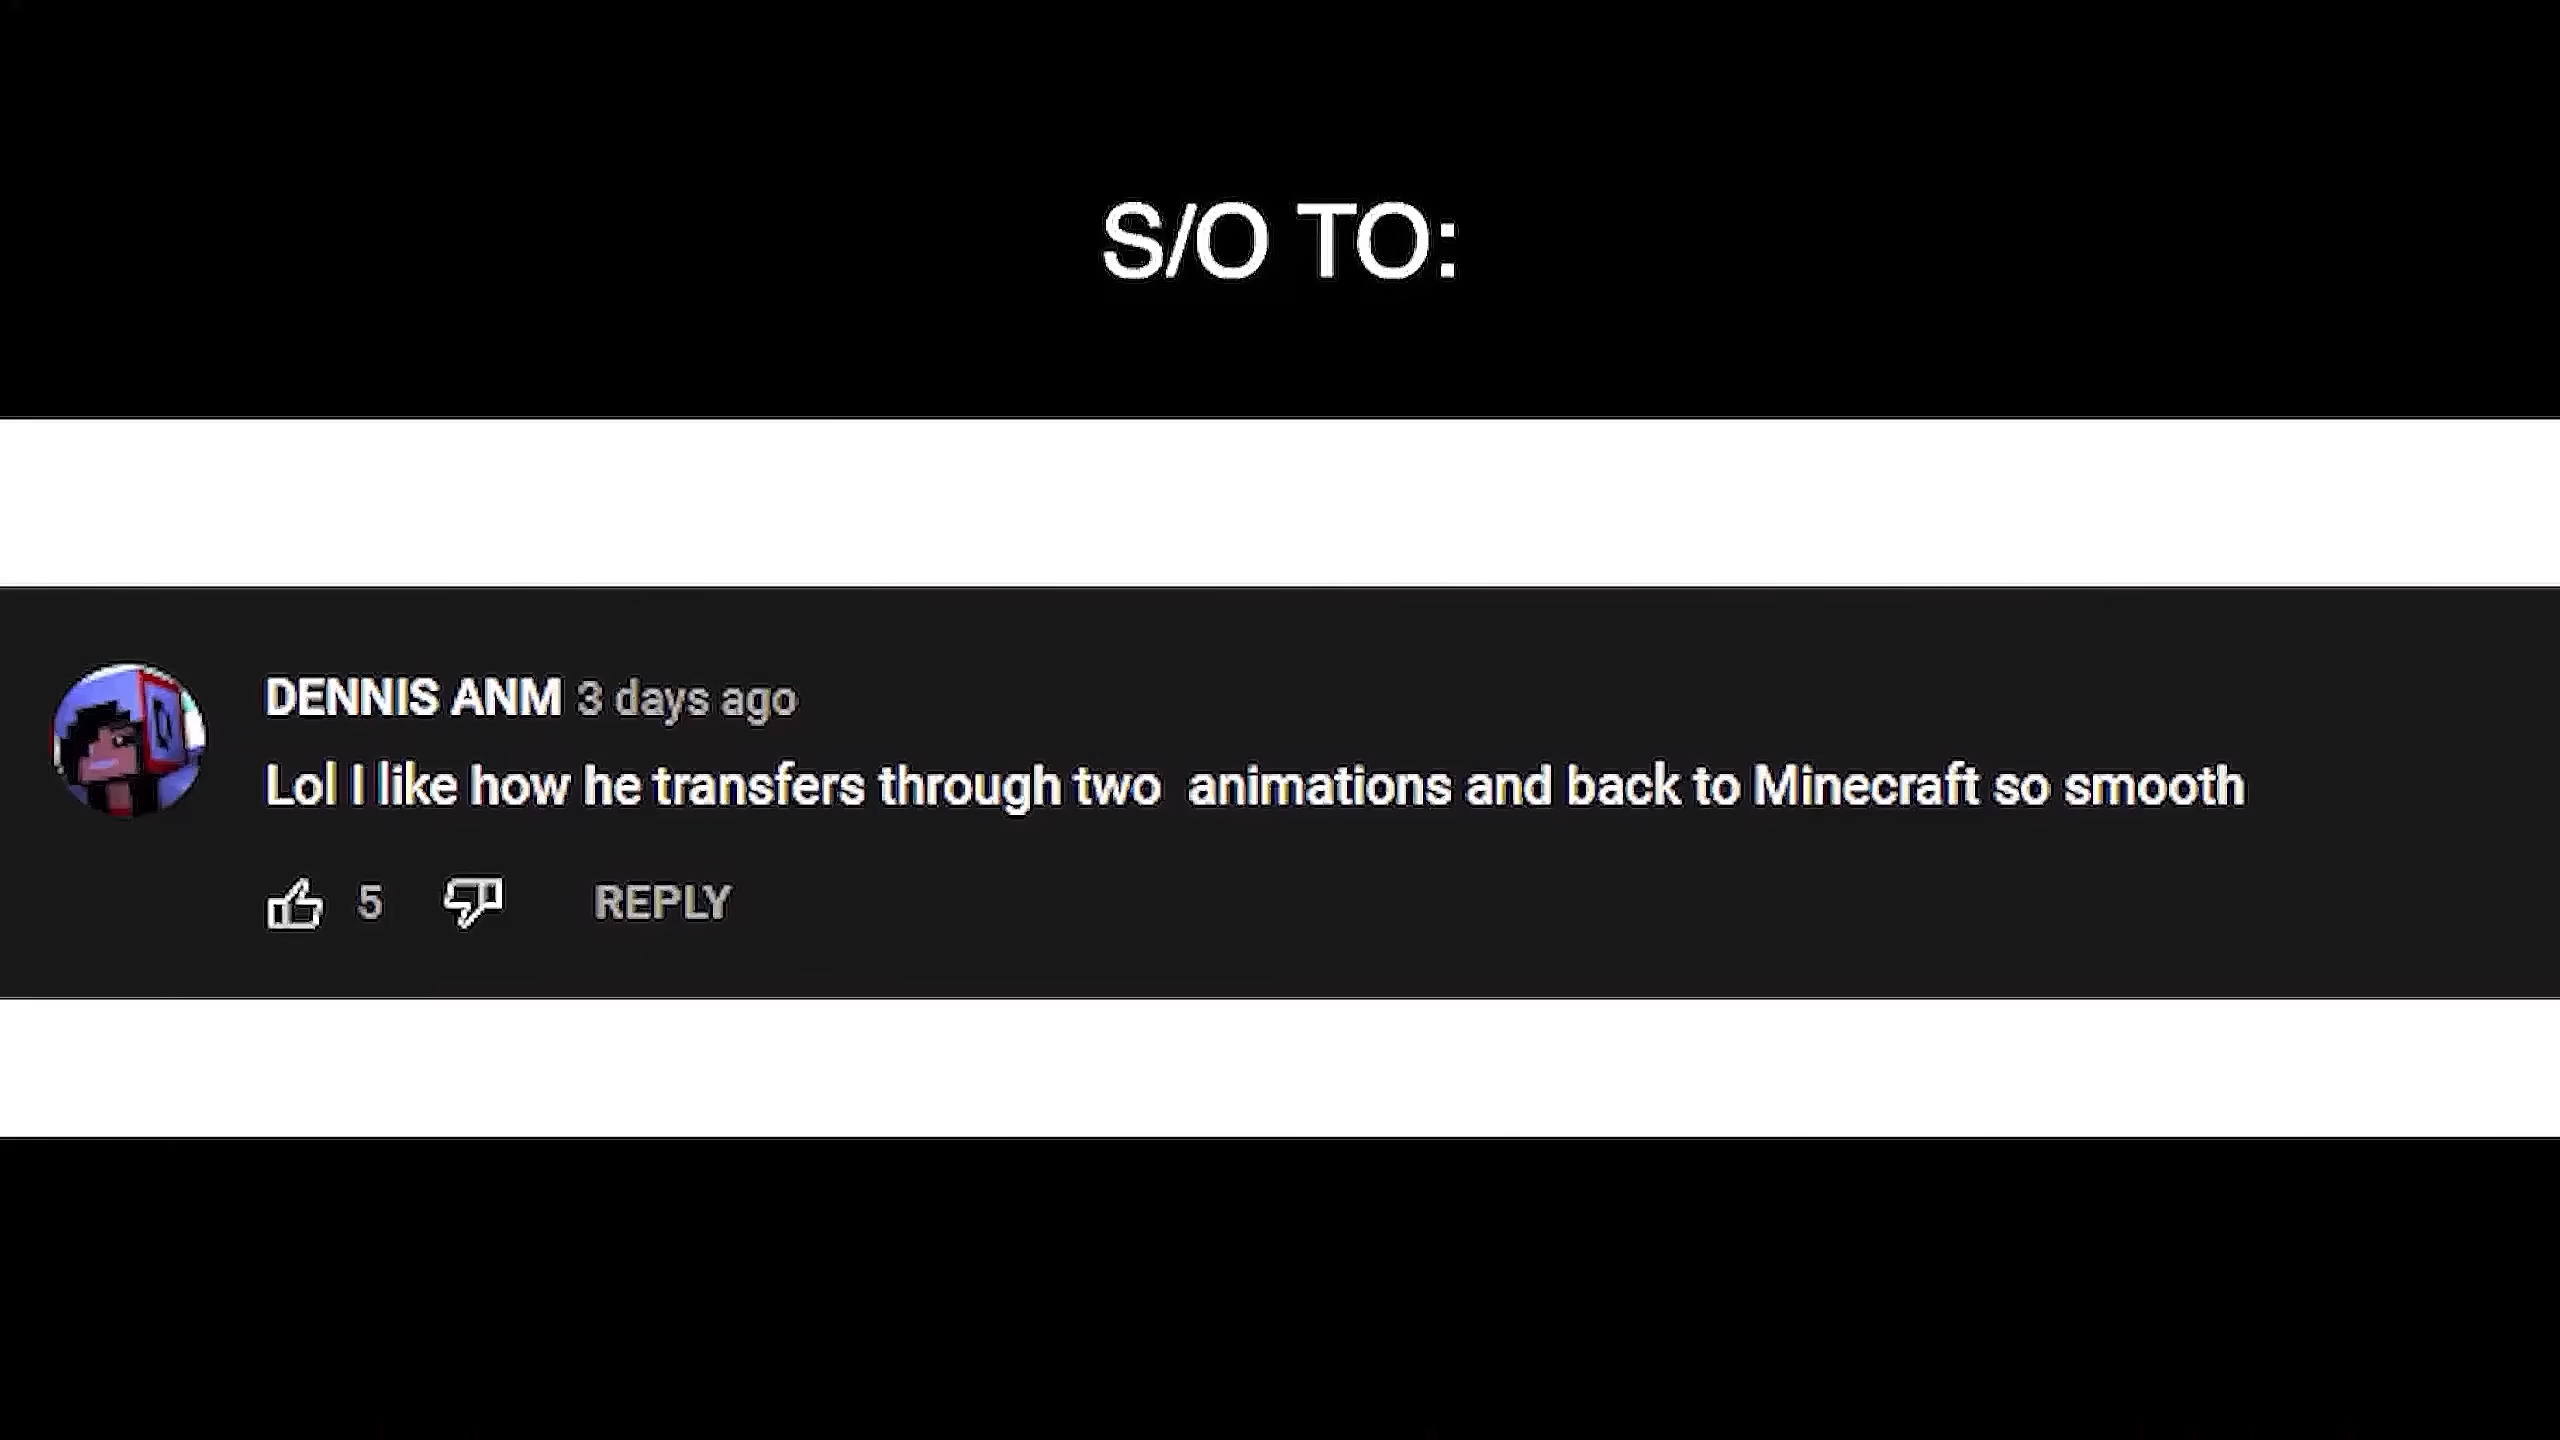 S/O TO:
DENNIS ANM 3 days ago
Lol I like how he transfers through two  animations and back to Minecraft so smooth
5 REPLY